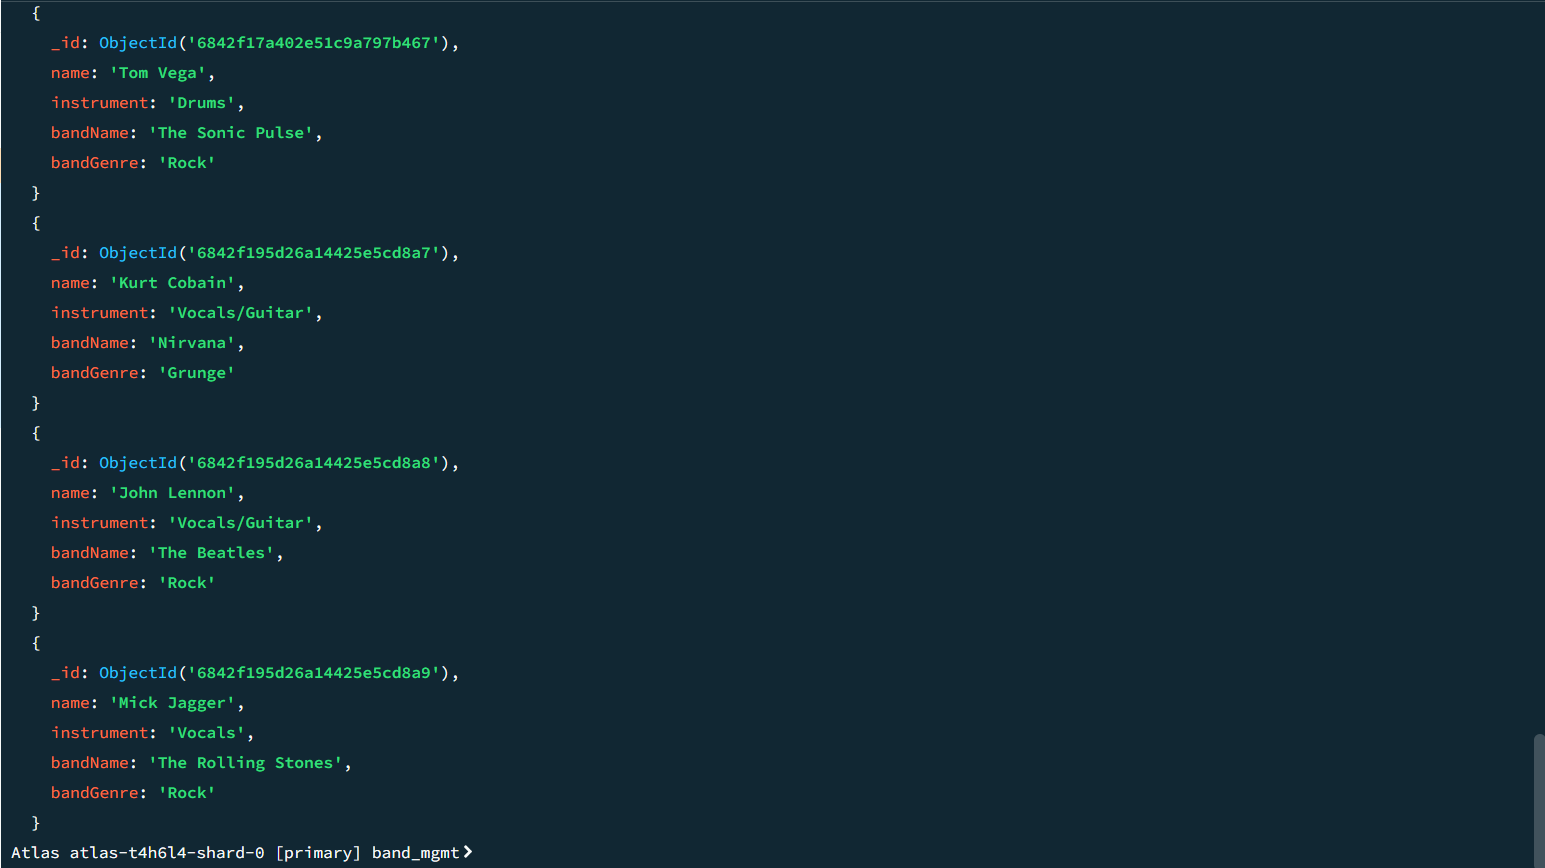 {
_id: ObjectId('6842f17a402e51c9a797b467'),
name: 'Tom Vega',
instrument: 'Drums',
bandName: 'The Sonic Pulse',
bandGenre: 'Rock'
}
{
_id: ObjectId('6842f195d26a14425e5cd8a7'),
name: 'Kurt Cobain',
instrument: 'Vocals/Guitar',
bandName: 'Nirvana',
bandGenre: 'Grunge'
}
{
_id: ObjectId('6842f195d26a14425e5cd8a8'),
name: 'John Lennon',
instrument: 'Vocals/Guitar',
bandName: 'The Beatles',
bandGenre: 'Rock'
}
{
_id: ObjectId('6842f195d26a14425e5cd8a9'),
name: 'Mick Jagger',
instrument: 'Vocals',
bandName: 'The Rolling Stones',
bandGenre: 'Rock'
}
Atlas atlas-t4h6l4-shard-0 [primary] band_mgmt>